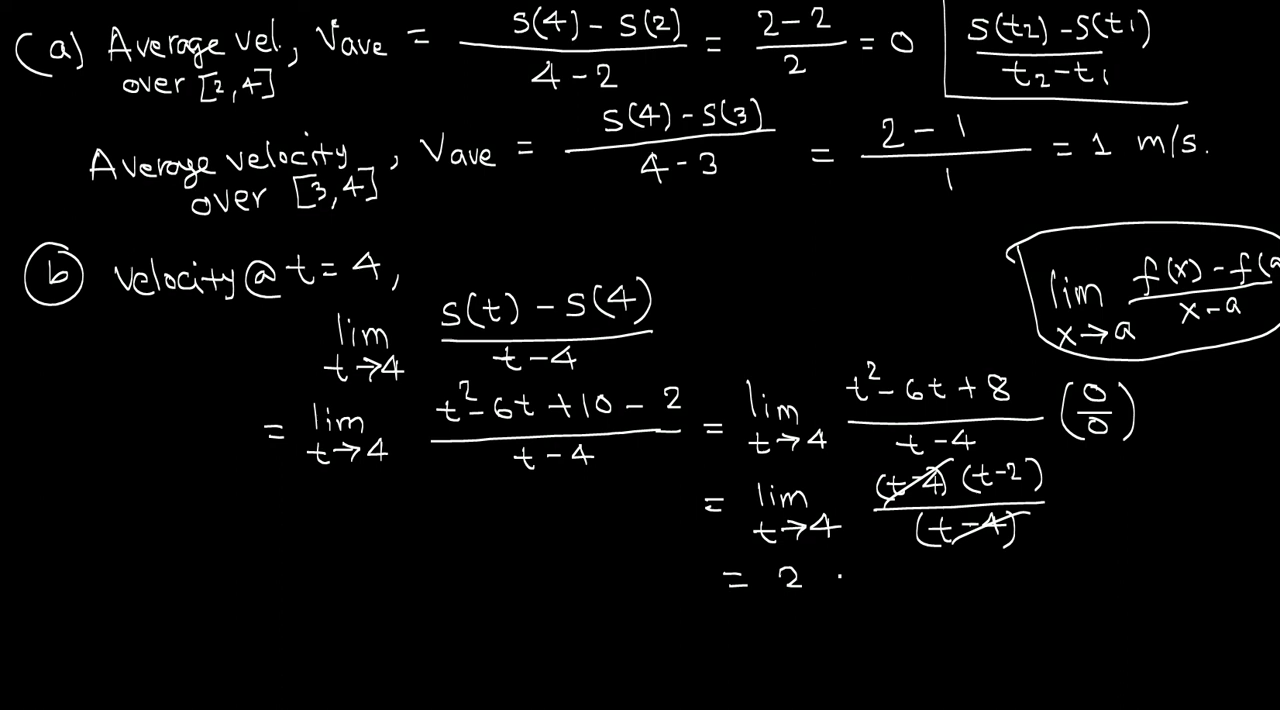 (a) Average vel., Vave = S(4) - S(2) / 4 - 2 = 2 - 2 / 2 = 0
over [2,4]
S(t2) - S(t1) / t2 - t1
Average velocity, Vave = S(4) - S(3) / 4 - 3 = 2 - 1 / 1 = 1 m/s.
over [3,4]
b Velocity @ t = 4,
lim x→a f(x) - f(a / x - a
lim t→4 S(t) - S(4) / t - 4
= lim t→4 t² - 6t + 10 - 2 / t - 4 = lim t→4 t² - 6t + 8 / t - 4 (0/0)
= lim t→4 (t-4)(t-2) / (t-4)
= 2.